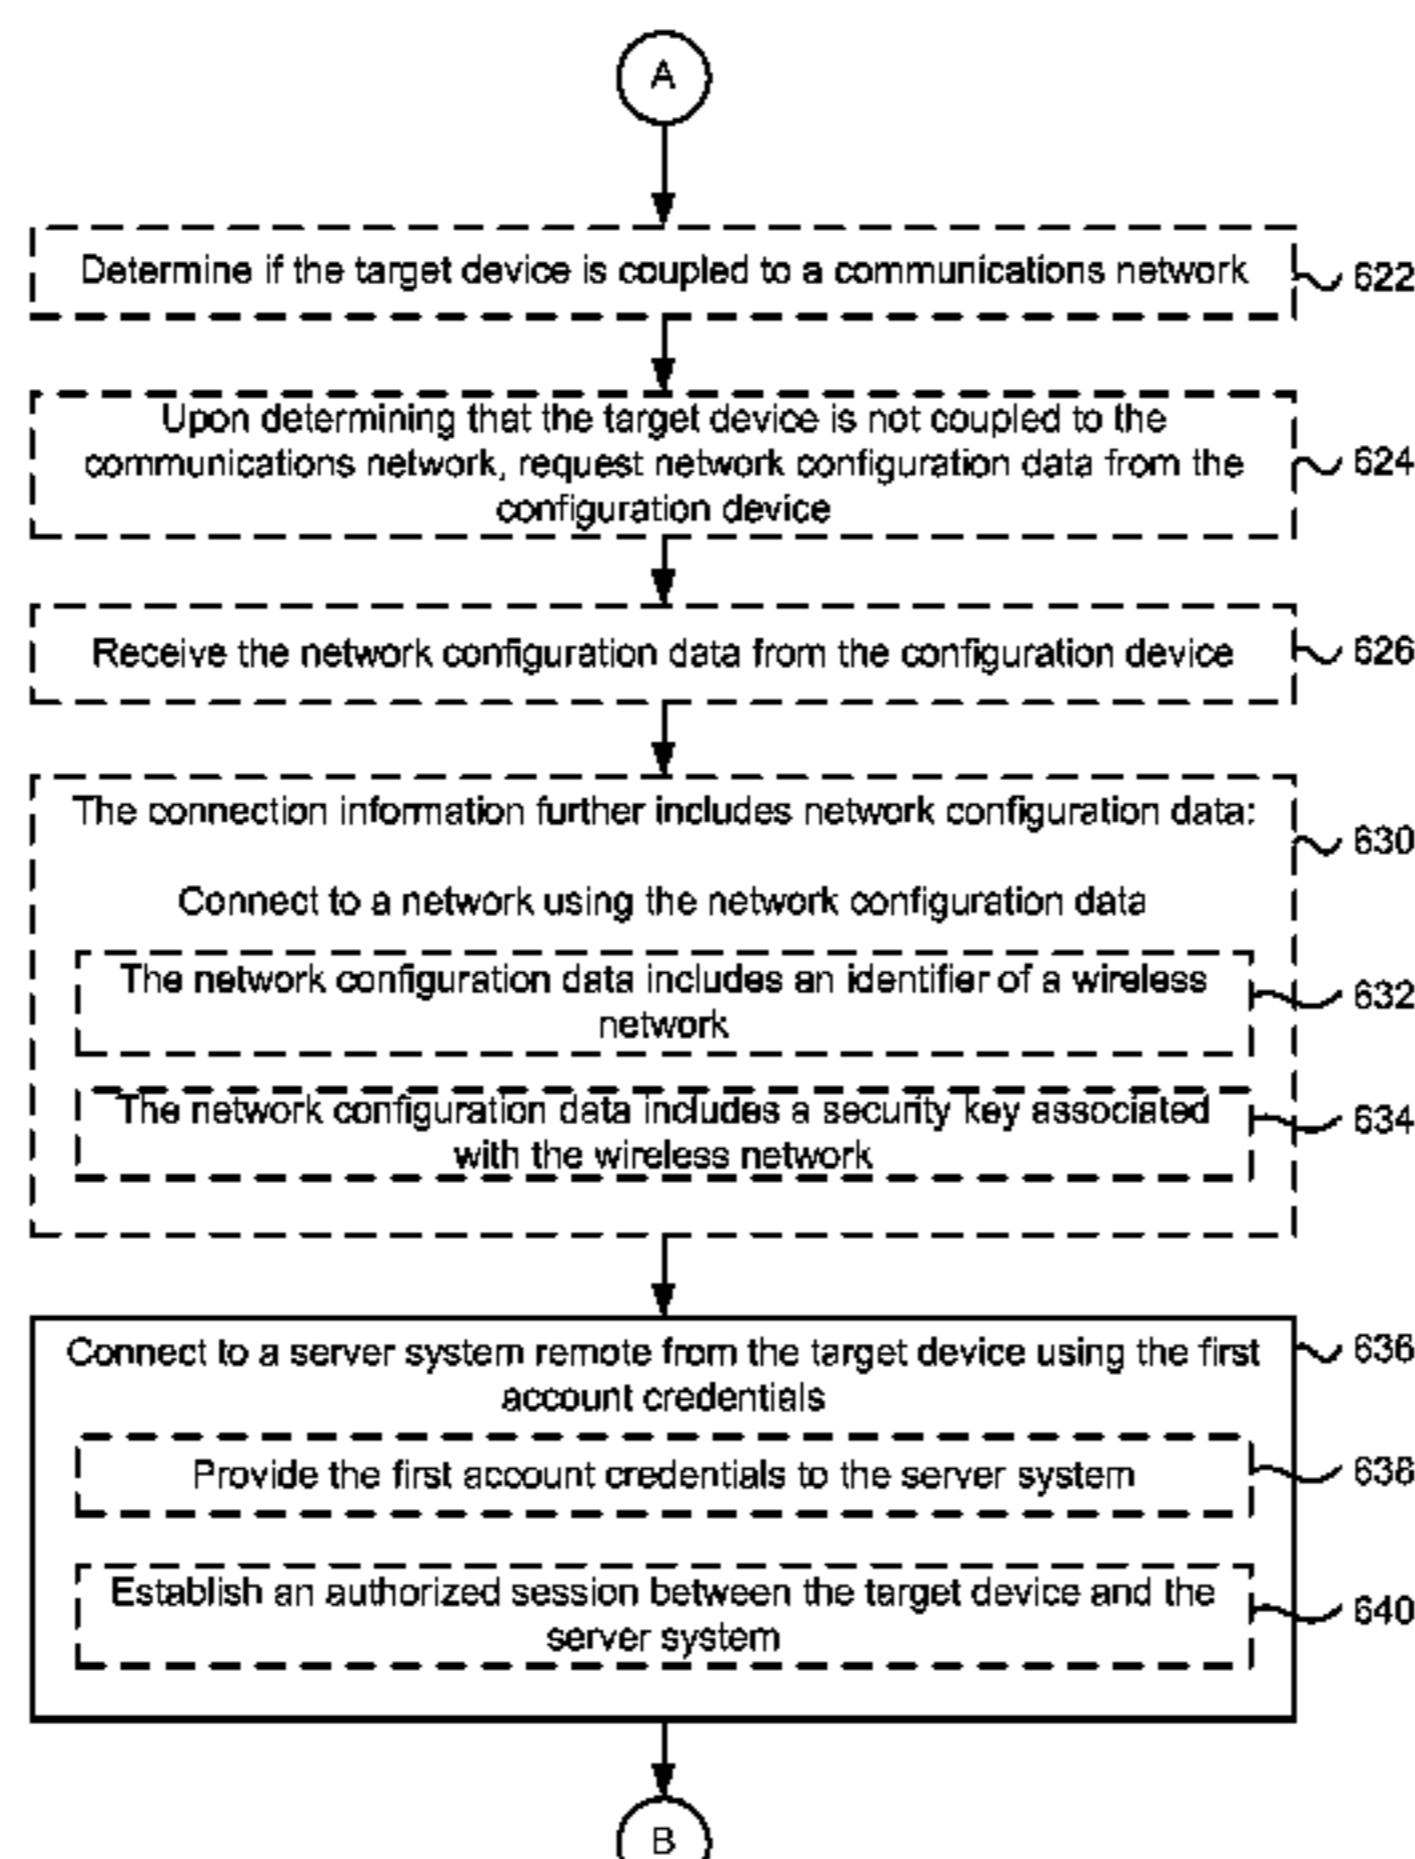 A
Determine if the target device is coupled to a communications network
622
Upon determining that the target device is not coupled to the
communications network, request network configuration data from the
configuration device
624
Receive the network configuration data from the configuration device
626
The connection information further includes network configuration data:
630
Connect to a network using the network configuration data
The network configuration data includes an identifier of a wireless
network
632
The network configuration data includes a security key associated
with the wireless network
634
Connect to a server system remote from the target device using the first
account credentials
636
Provide the first account credentials to the server system
638
Establish an authorized session between the target device and the
server system
640
B